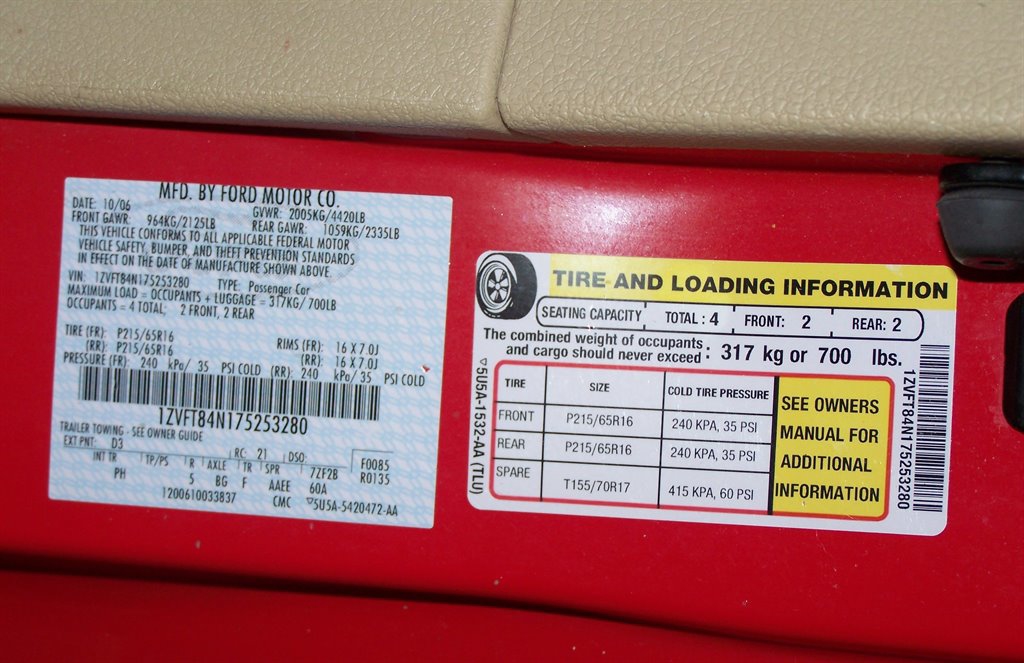 MFD. BY FORD MOTOR CO.
DATE: 10/06 GVWR: 2005KG/4420LB
FRONT GAWR: 964KG/2125LB REAR GAWR: 1059KG/2335LB
THIS VEHICLE CONFORMS TO ALL APPLICABLE FEDERAL MOTOR
VEHICLE SAFETY, BUMPER, AND THEFT PREVENTION STANDARDS
IN EFFECT ON THE DATE OF MANUFACTURE SHOWN ABOVE.
VIN: 1ZVFT84N175253280 TYPE: Passenger Car
MAXIMUM LOAD = OCCUPANTS + LUGGAGE = 317KG/700LB
OCCUPANTS = 4 TOTAL, 2 FRONT, 2 REAR
TIRE (FR): P215/65R16 RIMS (FR): 16 X 7.0J
(RR): P215/65R16 (RR): 16 X 7.0J
PRESSURE (FR): 240 kPa/ 35 PSI COLD (RR): 240 kPa/ 35 PSI COLD
1ZVFT84N175253280
TRAILER TOWING - SEE OWNER GUIDE
EXT PNT: D3 RC: 21 DSO: F0085
INT TR TP/PS R AXLE TR SPR 7ZF2B R0135
PH 5 BG F AAEE 60A
1200610033837 CMC ▽5U5A-5420472-AA
TIRE AND LOADING INFORMATION
SEATING CAPACITY TOTAL : 4 FRONT: 2 REAR: 2
The combined weight of occupants
and cargo should never exceed : 317 kg or 700 lbs.
TIRE SIZE COLD TIRE PRESSURE
FRONT P215/65R16 240 KPA, 35 PSI
REAR P215/65R16 240 KPA, 35 PSI
SPARE T155/70R17 415 KPA, 60 PSI
SEE OWNERS
MANUAL FOR
ADDITIONAL
INFORMATION
▽5U5A-1532-AA (TLU)
1ZVFT84N175253280